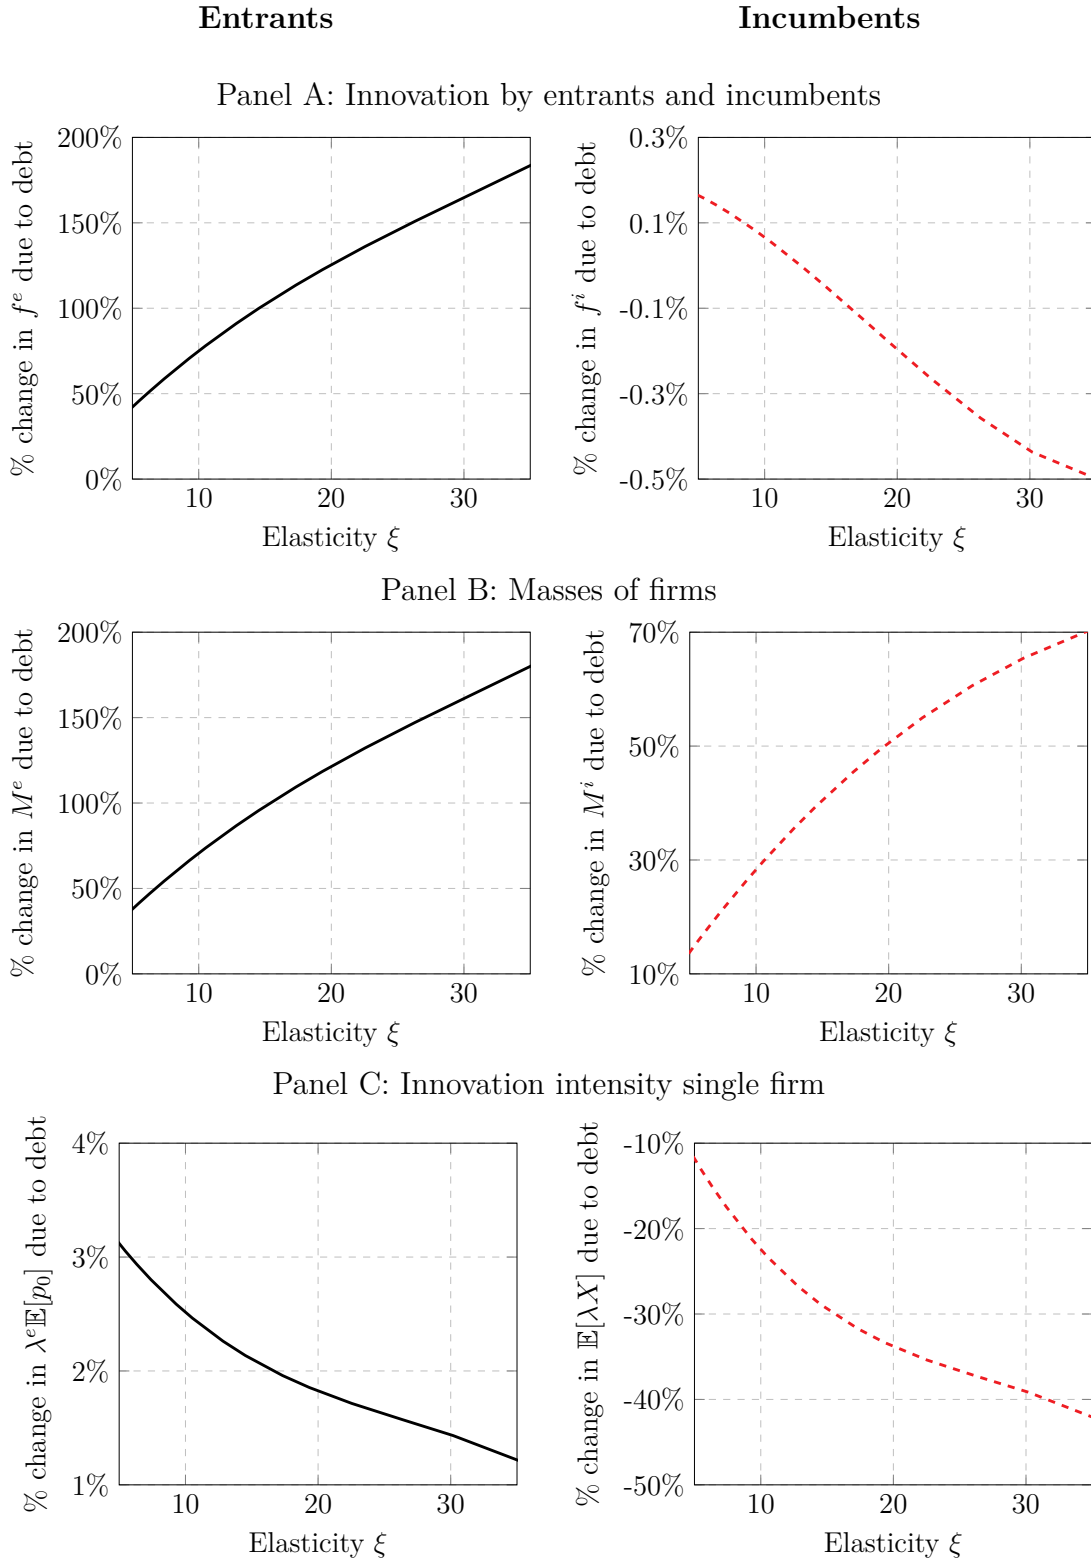 Entrants
Incumbents
Panel A: Innovation by entrants and incumbents
% change in f^e due to debt
200%
150%
100%
50%
0%
10 20 30
Elasticity ξ
% change in f^i due to debt
0.3%
0.1%
-0.1%
-0.3%
-0.5%
10 20 30
Elasticity ξ
Panel B: Masses of firms
% change in M^e due to debt
200%
150%
100%
50%
0%
10 20 30
Elasticity ξ
% change in M^i due to debt
70%
50%
30%
10%
10 20 30
Elasticity ξ
Panel C: Innovation intensity single firm
% change in λ^e𝔼[p_0] due to debt
4%
3%
2%
1%
10 20 30
Elasticity ξ
% change in 𝔼[λX] due to debt
-10%
-20%
-30%
-40%
-50%
10 20 30
Elasticity ξ